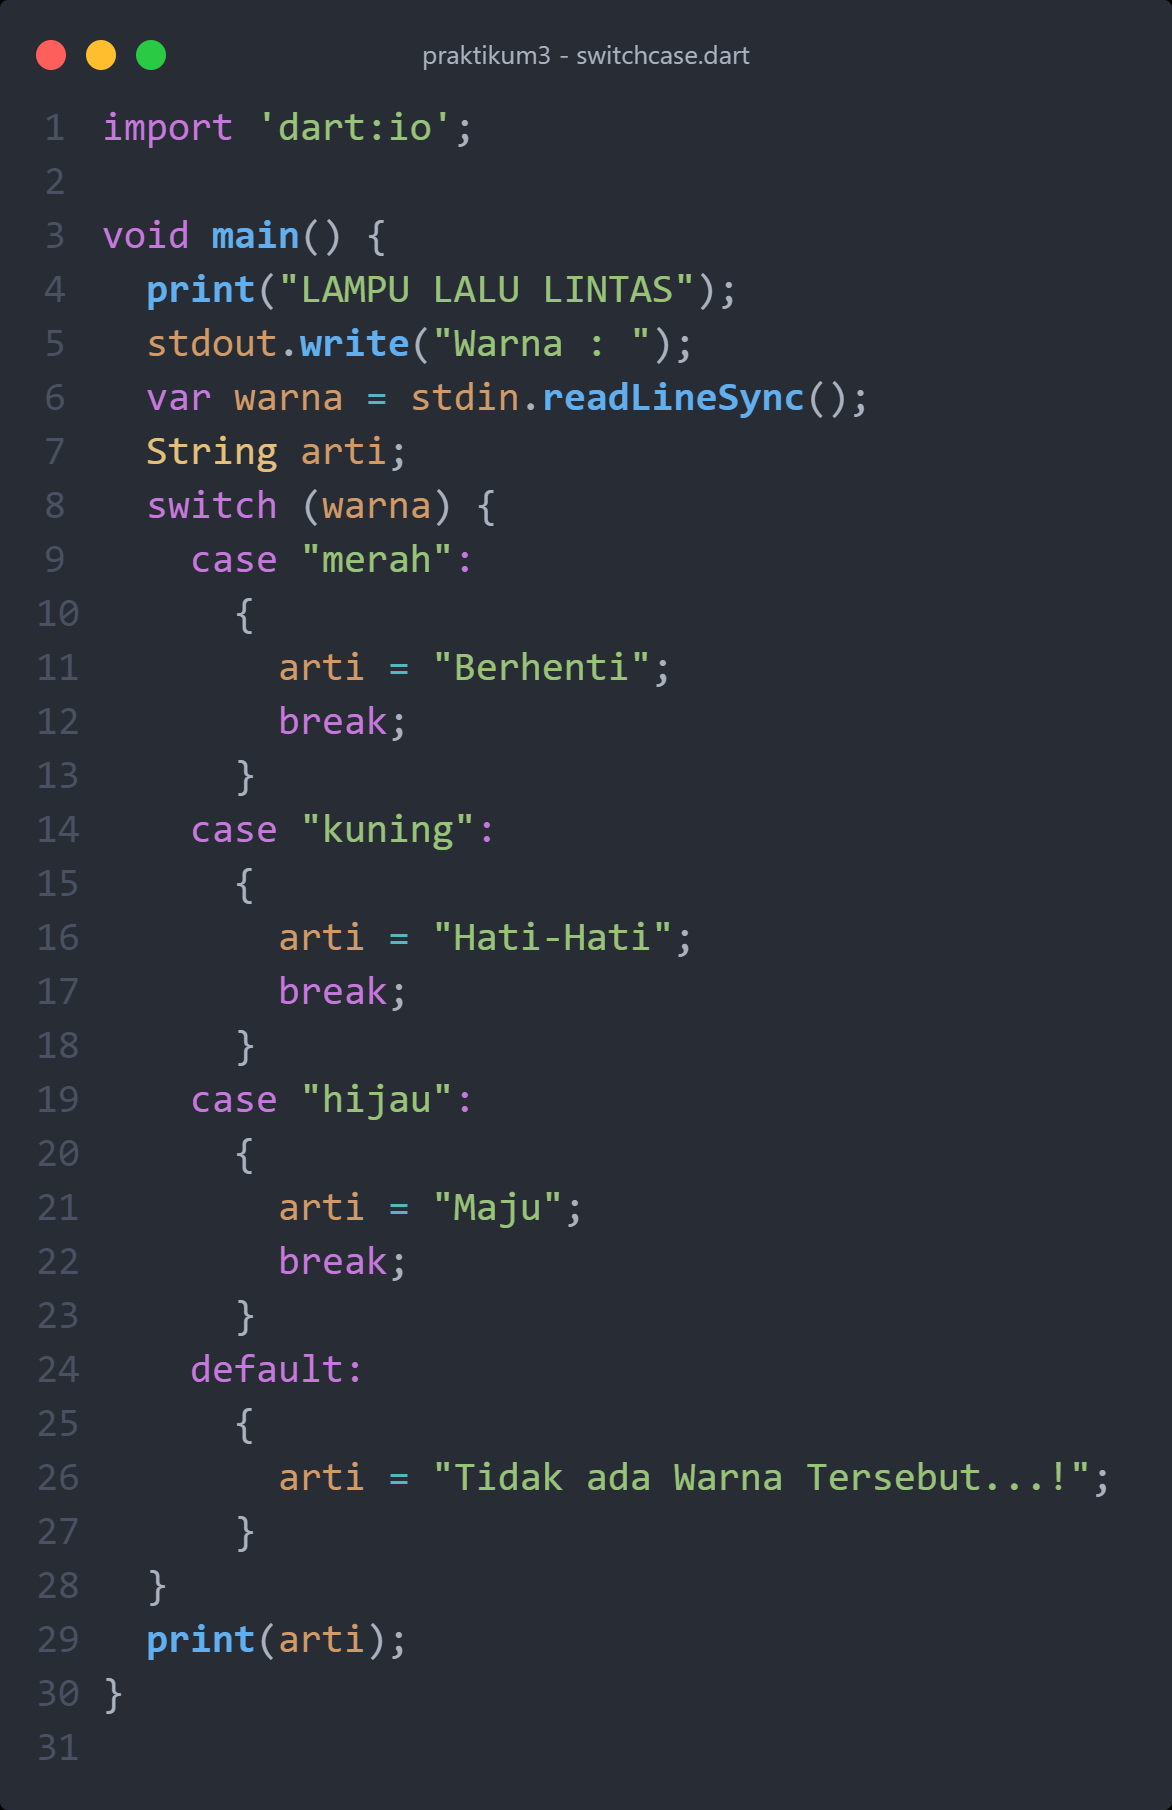 praktikum3 - switchcase.dart
1 import 'dart:io';
2
3 void main() {
4   print("LAMPU LALU LINTAS");
5   stdout.write("Warna : ");
6   var warna = stdin.readLineSync();
7   String arti;
8   switch (warna) {
9     case "merah":
10       {
11         arti = "Berhenti";
12         break;
13       }
14     case "kuning":
15       {
16         arti = "Hati-Hati";
17         break;
18       }
19     case "hijau":
20       {
21         arti = "Maju";
22         break;
23       }
24     default:
25       {
26         arti = "Tidak ada Warna Tersebut...!";
27       }
28   }
29   print(arti);
30 }
31